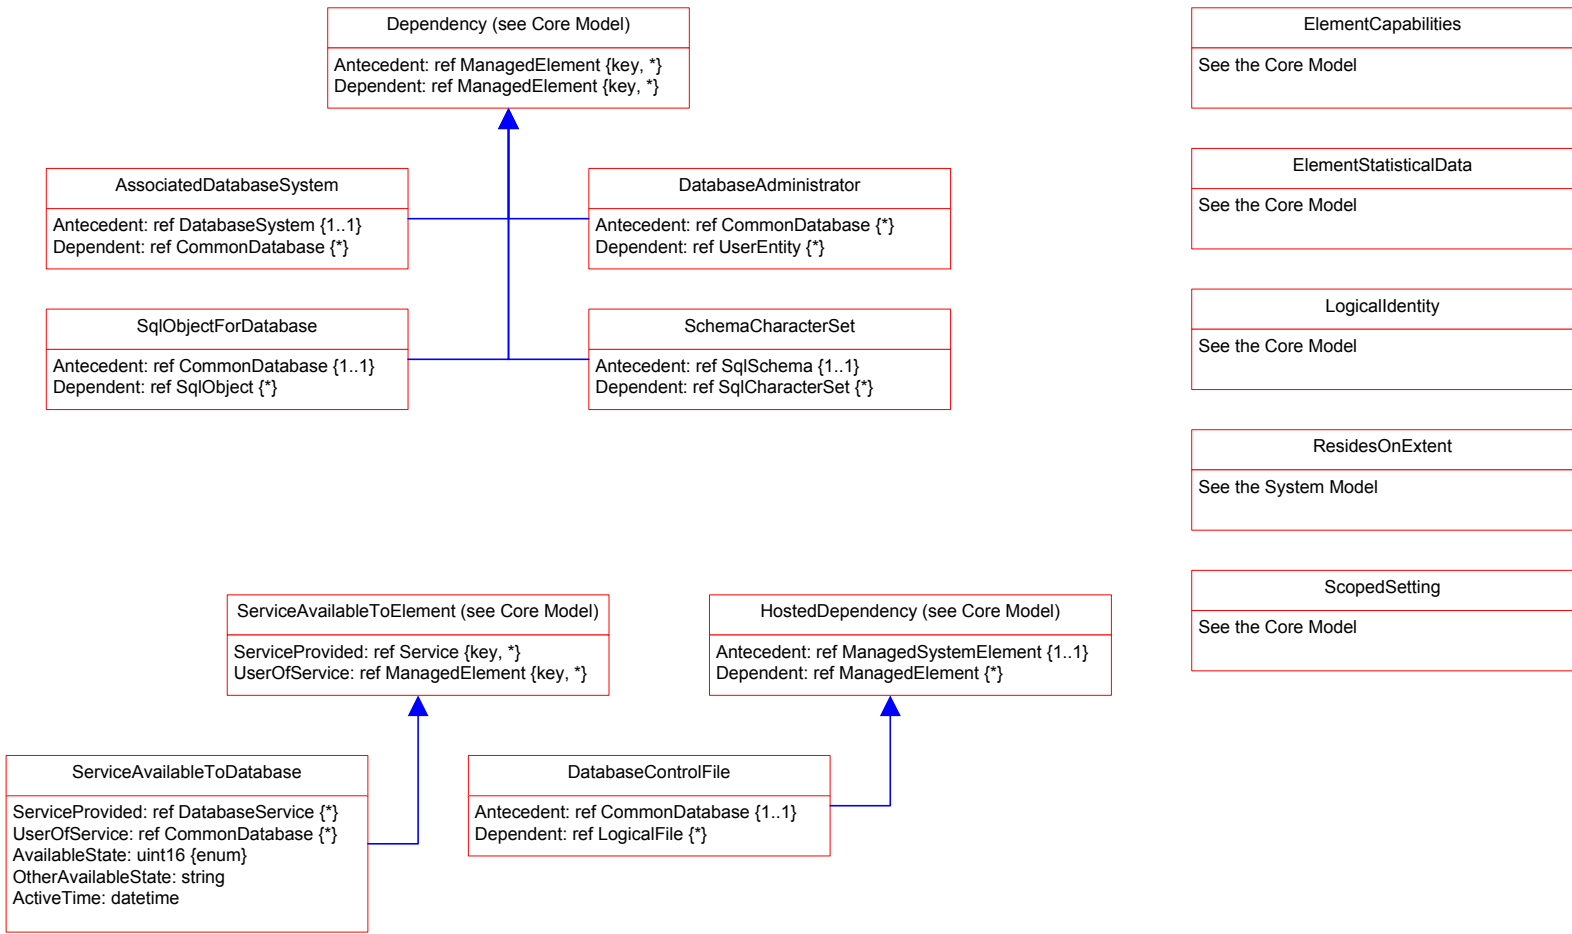 Dependency (see Core Model)
Antecedent: ref ManagedElement {key, *}
Dependent: ref ManagedElement {key, *}
ElementCapabilities
See the Core Model
AssociatedDatabaseSystem
Antecedent: ref DatabaseSystem {1..1}
Dependent: ref CommonDatabase {*}
DatabaseAdministrator
Antecedent: ref CommonDatabase {*}
Dependent: ref UserEntity {*}
ElementStatisticalData
See the Core Model
SqlObjectForDatabase
Antecedent: ref CommonDatabase {1..1}
Dependent: ref SqlObject {*}
SchemaCharacterSet
Antecedent: ref SqlSchema {1..1}
Dependent: ref SqlCharacterSet {*}
LogicalIdentity
See the Core Model
ResidesOnExtent
See the System Model
ServiceAvailableToElement (see Core Model)
ServiceProvided: ref Service {key, *}
UserOfService: ref ManagedElement {key, *}
HostedDependency (see Core Model)
Antecedent: ref ManagedSystemElement {1..1}
Dependent: ref ManagedElement {*}
ScopedSetting
See the Core Model
ServiceAvailableToDatabase
ServiceProvided: ref DatabaseService {*}
UserOfService: ref CommonDatabase {*}
AvailableState: uint16 {enum}
OtherAvailableState: string
ActiveTime: datetime
DatabaseControlFile
Antecedent: ref CommonDatabase {1..1}
Dependent: ref LogicalFile {*}